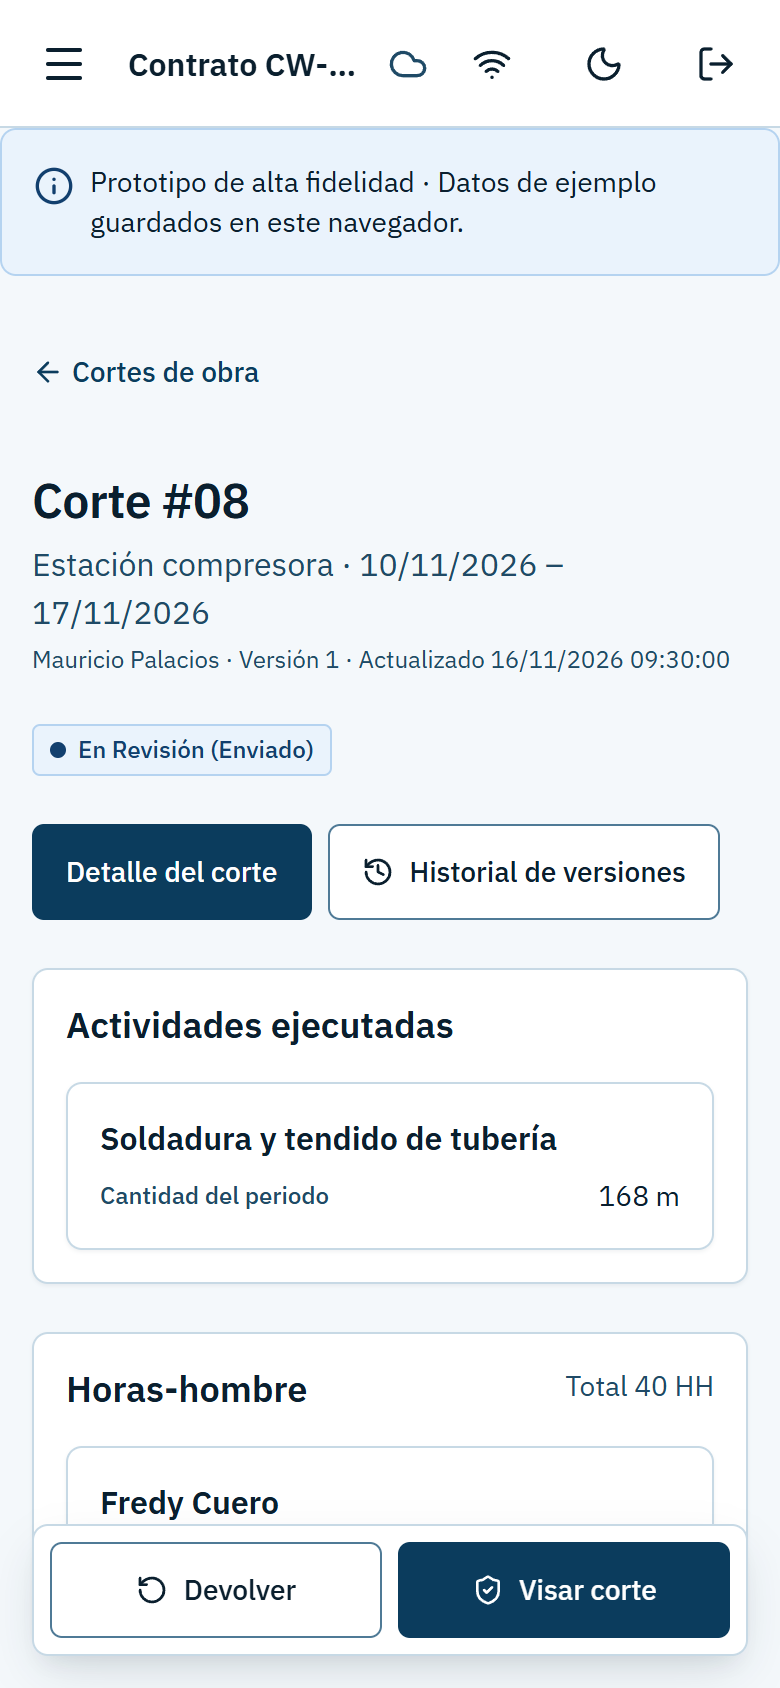 Contrato CW-...
Prototipo de alta fidelidad · Datos de ejemplo
guardados en este navegador.
Cortes de obra
Corte #08
Estación compresora · 10/11/2026 –
17/11/2026
Mauricio Palacios · Versión 1 · Actualizado 16/11/2026 09:30:00
En Revisión (Enviado)
Detalle del corte
Historial de versiones
Actividades ejecutadas
Soldadura y tendido de tubería
Cantidad del periodo 168 m
Horas-hombre Total 40 HH
Fredy Cuero
Devolver
Visar corte